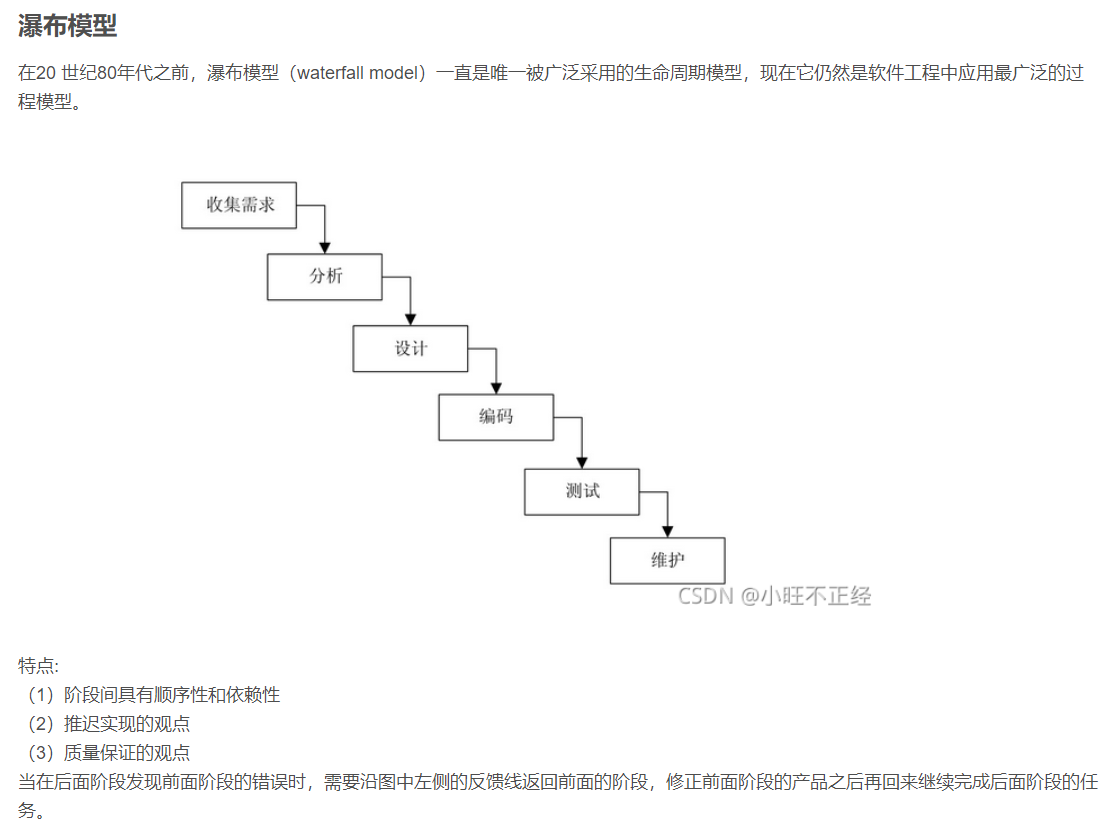 瀑布模型
在20 世纪80年代之前，瀑布模型（waterfall model）一直是唯一被广泛采用的生命周期模型，现在它仍然是软件工程中应用最广泛的过
程模型。
收集需求
分析
设计
编码
测试
维护
CSDN @小旺不正经
特点:
（1）阶段间具有顺序性和依赖性
（2）推迟实现的观点
（3）质量保证的观点
当在后面阶段发现前面阶段的错误时，需要沿图中左侧的反馈线返回前面的阶段，修正前面阶段的产品之后再回来继续完成后面阶段的任
务。